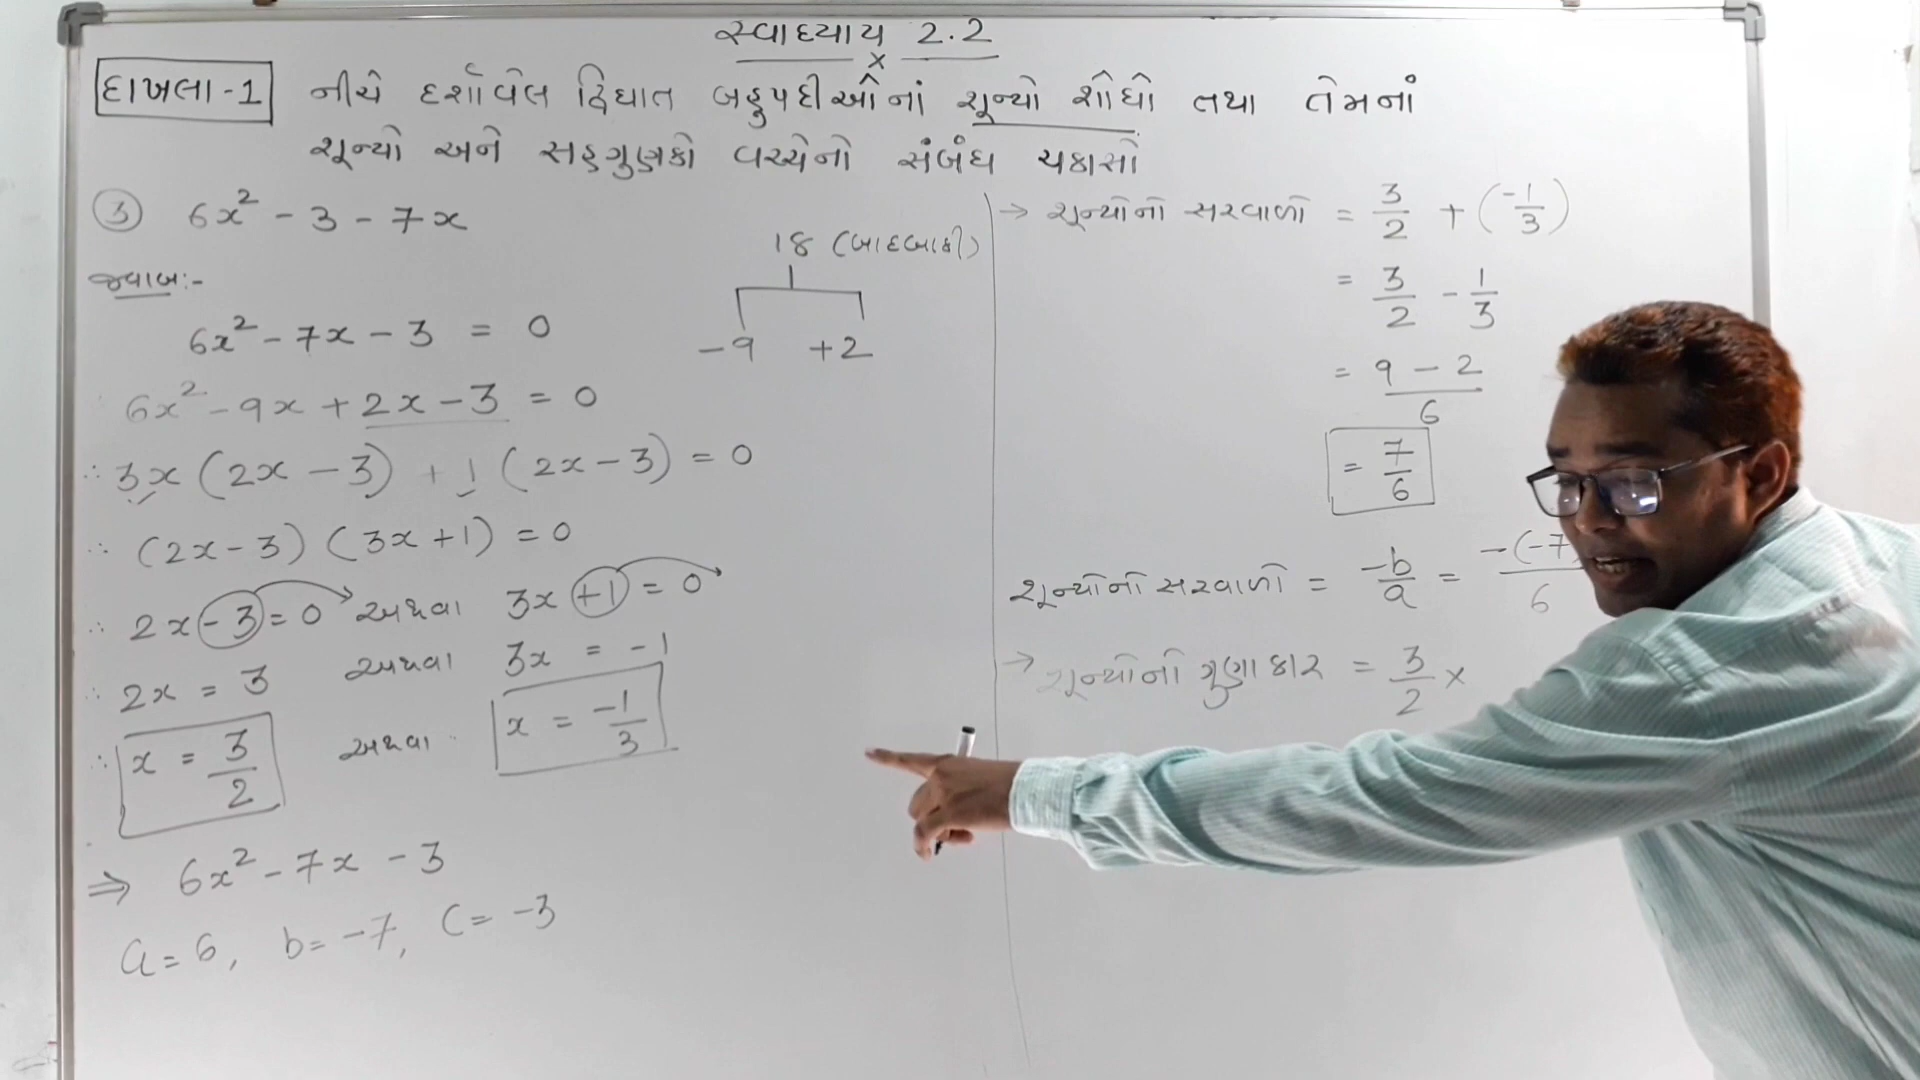 સ્વાધ્યાય 2.2
x
દાખલા-1 નીચે દર્શાવેલ દ્વિઘાત બહુપદીઓનાં શૂન્યો શોધો તથા તેમનાં
શૂન્યો અને સહગુણકો વચ્ચેનો સંબંધ ચકાસો
③ 6x² - 3 - 7x
જવાબ:-
18 (બાદબાકી)
-9 +2
6x² - 7x - 3 = 0
6x² - 9x + 2x - 3 = 0
∴ 3x (2x - 3) + 1 (2x - 3) = 0
∴ (2x - 3) (3x + 1) = 0
∴ 2x - 3 = 0 અથવા 3x + 1 = 0
∴ 2x = 3 અથવા 3x = -1
∴ x = 3/2 અથવા x = -1/3
⇒ 6x² - 7x - 3
a = 6, b = -7, c = -3
→ શૂન્યોનો સરવાળો = 3/2 + (-1/3)
= 3/2 - 1/3
= 9 - 2 / 6
= 7/6
શૂન્યોનો સરવાળો = -b/a = -(-7 / 6
→ શૂન્યોનો ગુણાકાર = 3/2 ×